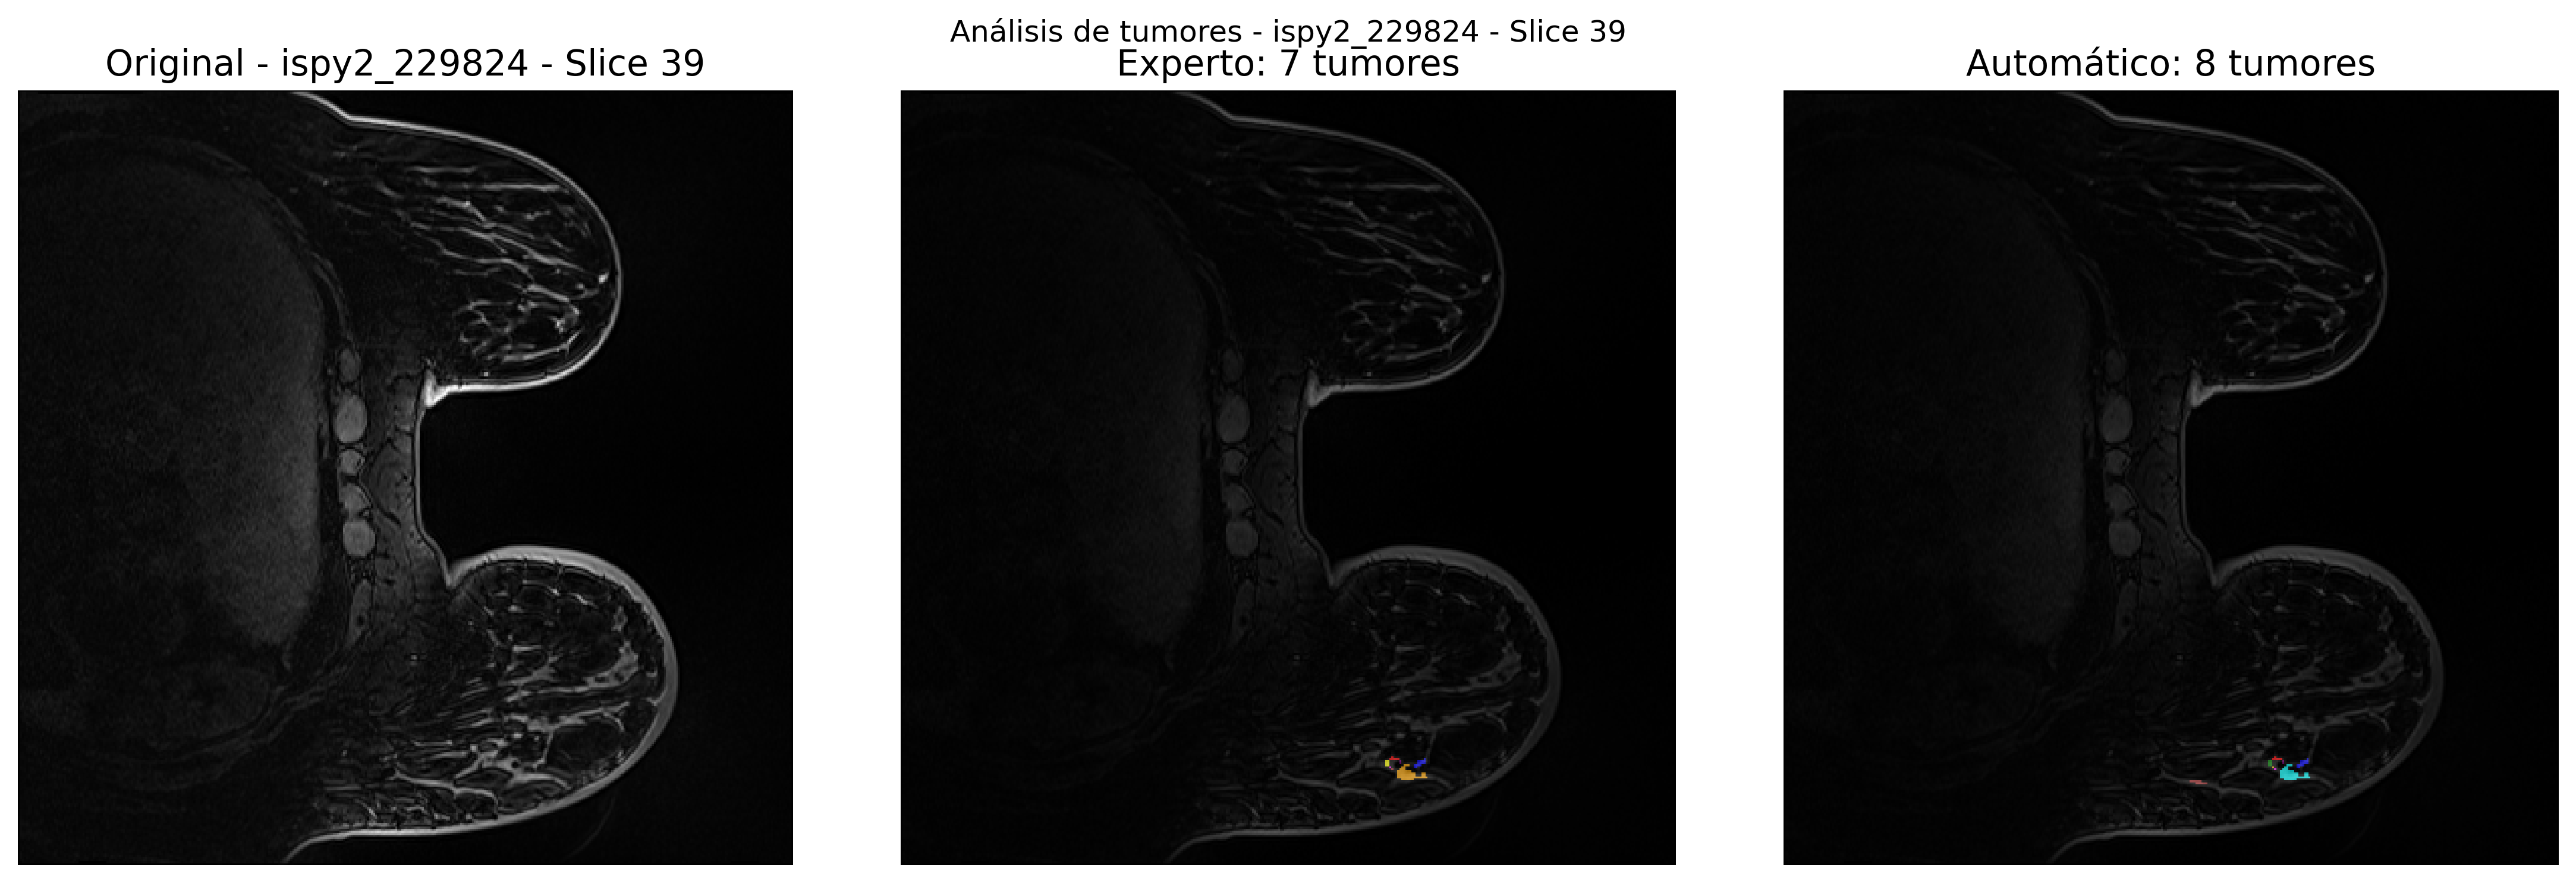 Análisis de tumores - ispy2_229824 - Slice 39
Original - ispy2_229824 - Slice 39
Experto: 7 tumores
Automático: 8 tumores